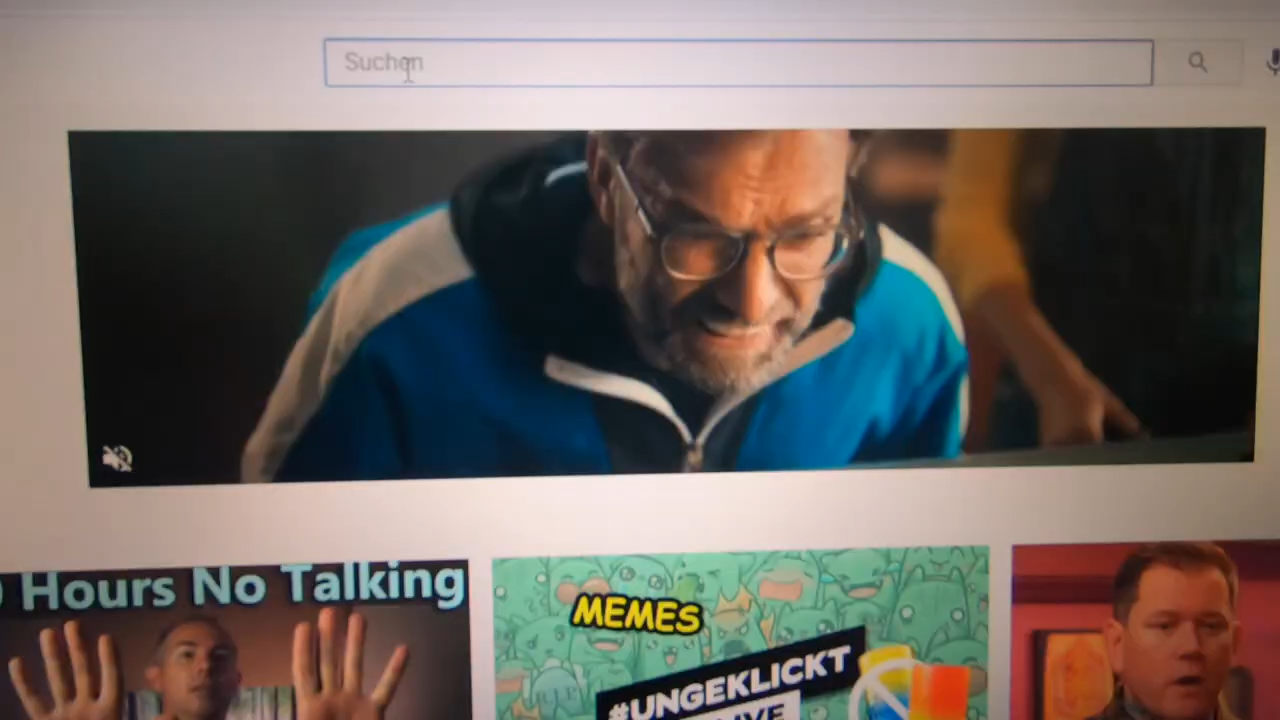 Suchen
Hours No Talking
MEMES
#UNGEKLICKT
R.I.P